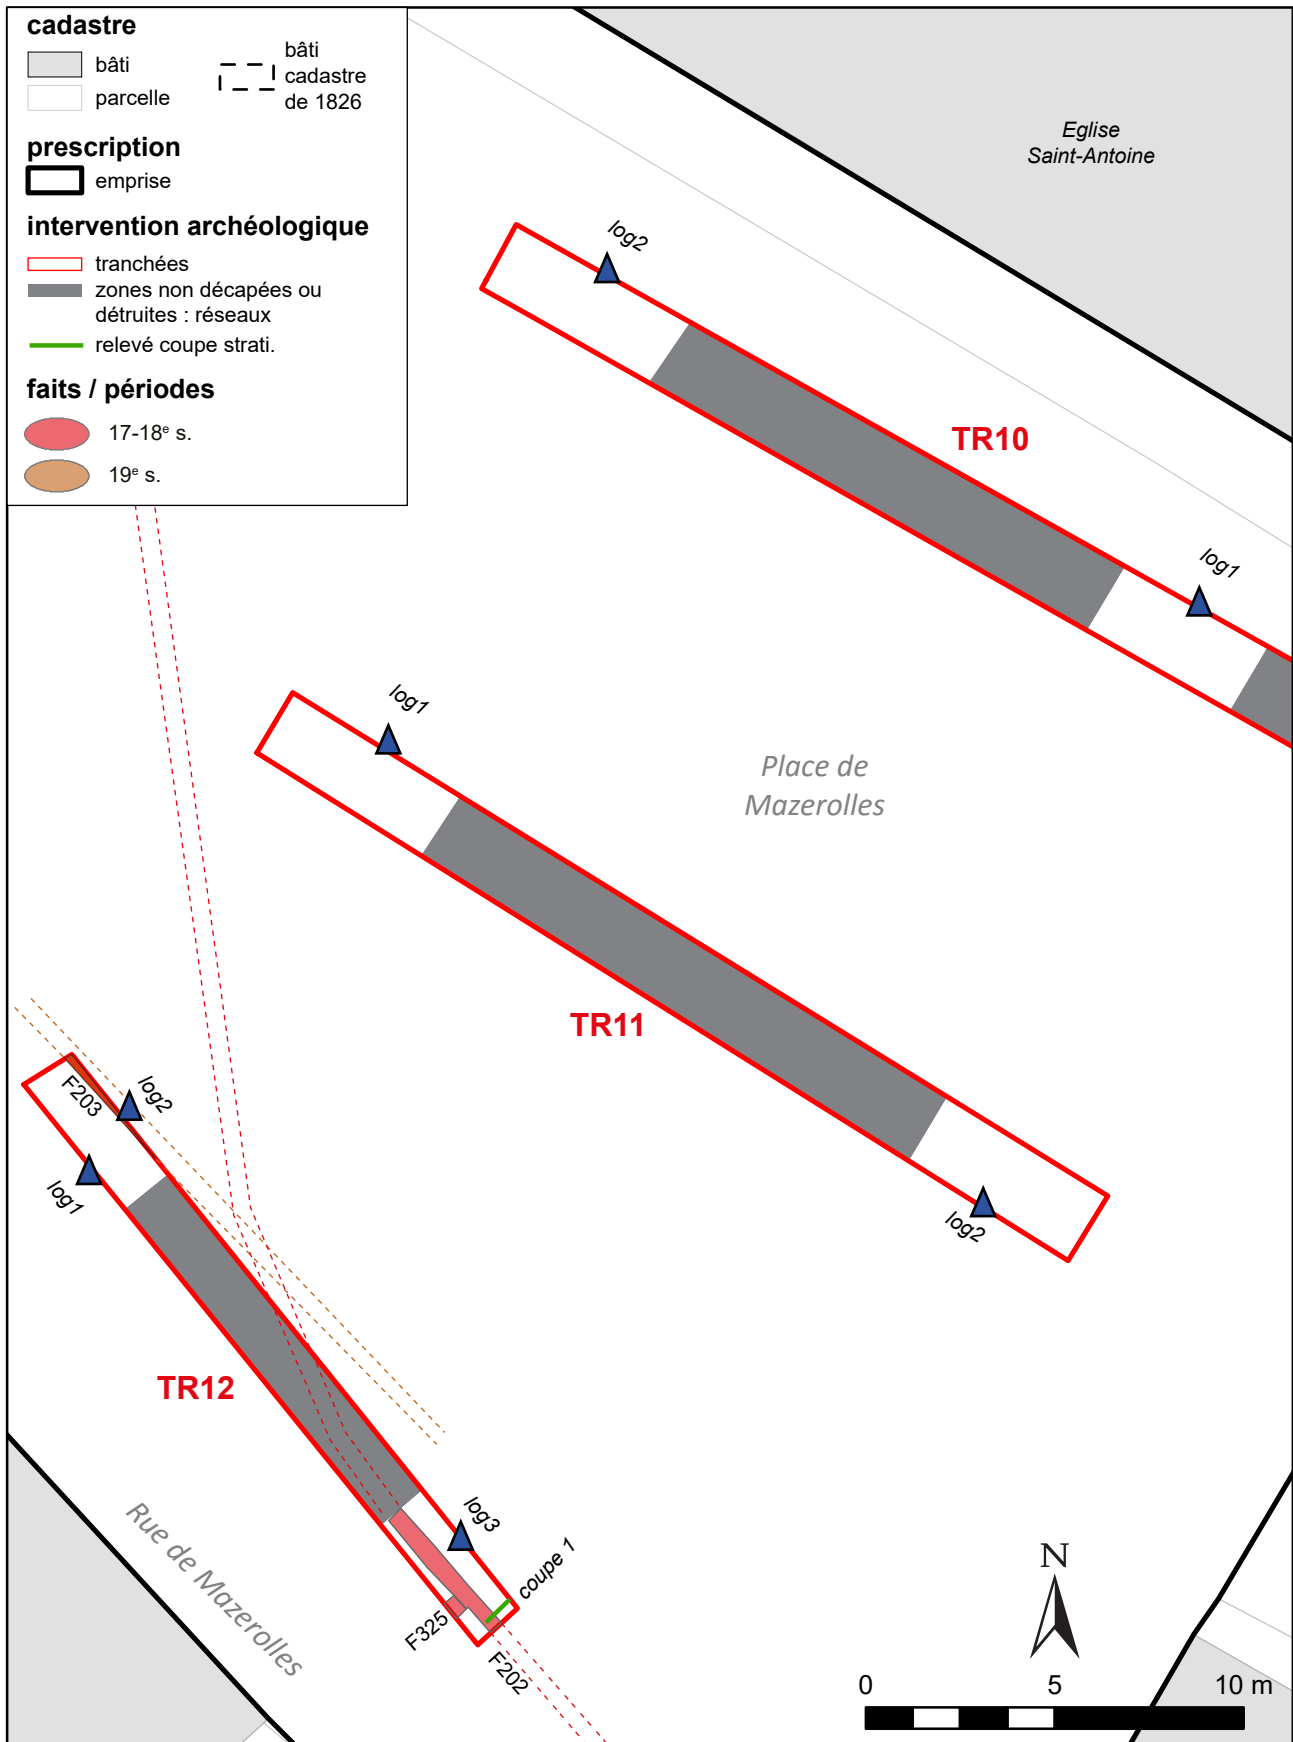 cadastre
bâti
parcelle
bâti
cadastre
de 1826
prescription
emprise
intervention archéologique
tranchées
zones non décapées ou
détruites : réseaux
relevé coupe strati.
faits / périodes
17-18e s.
19e s.
Eglise
Saint-Antoine
log2
TR10
log1
log1
Place de
Mazerolles
TR11
log2
F203
log2
log1
TR12
log3
coupe 1
F325
F202
Rue de Mazerolles
N
0 5 10 m